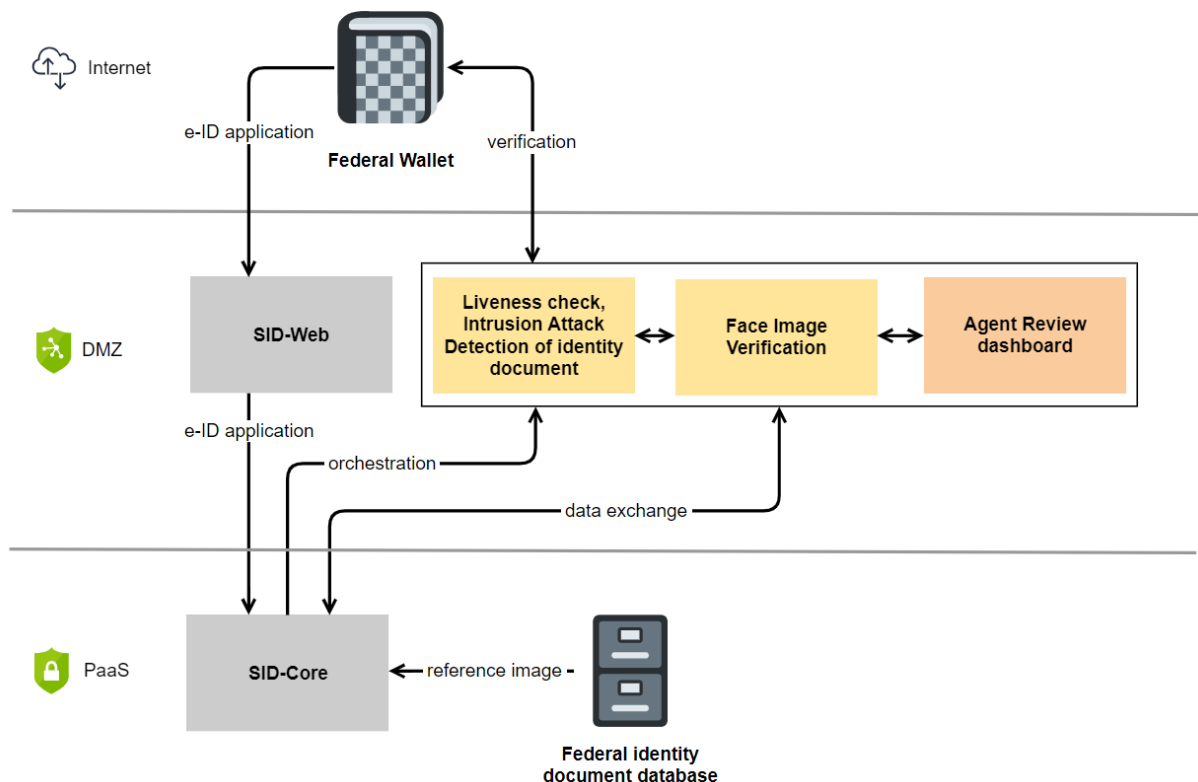 Internet
e-ID application
verification
Federal Wallet
DMZ
SID-Web
Liveness check,
Intrusion Attack
Detection of identity
document
Face Image
Verification
Agent Review
dashboard
e-ID application
orchestration
data exchange
PaaS
SID-Core
reference image
Federal identity
document database